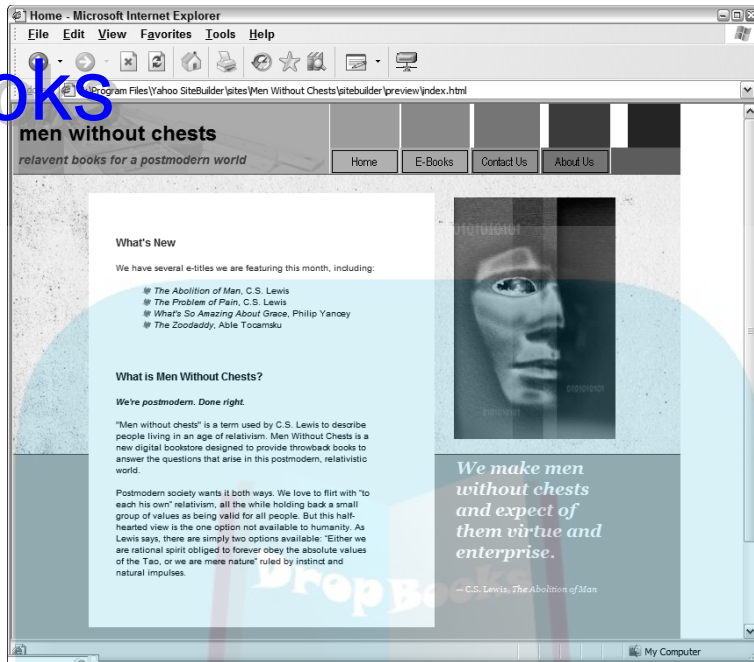 Home - Microsoft Internet Explorer
File Edit View Favorites Tools Help
oks
Program Files\Yahoo SiteBuilder\sites\Men Without Chests\sitebuilder\preview\index.html
men without chests
relavent books for a postmodern world
Home E-Books Contact Us About Us
What's New
We have several e-titles we are featuring this month, including:
The Abolition of Man, C.S. Lewis
The Problem of Pain, C.S. Lewis
What's So Amazing About Grace, Philip Yancey
The Zoodaddy, Able Tocamsku
What is Men Without Chests?
We're postmodern. Done right.
"Men without chests" is a term used by C.S. Lewis to describe
people living in an age of relativism. Men Without Chests is a
new digital bookstore designed to provide throwback books to
answer the questions that arise in this postmodern, relativistic
world.
Postmodern society wants it both ways. We love to flirt with "to
each his own" relativism, all the while holding back a small
group of values as being valid for all people. But this half-
hearted view is the one option not available to humanity. As
Lewis says, there are simply two options available: "Either we
are rational spirit obliged to forever obey the absolute values
of the Tao, or we are mere nature" ruled by instinct and
natural impulses.
010101010
010101010
010101010
We make men
without chests
and expect of
them virtue and
enterprise.
— C.S. Lewis, The Abolition of Man
DropBooks
My Computer